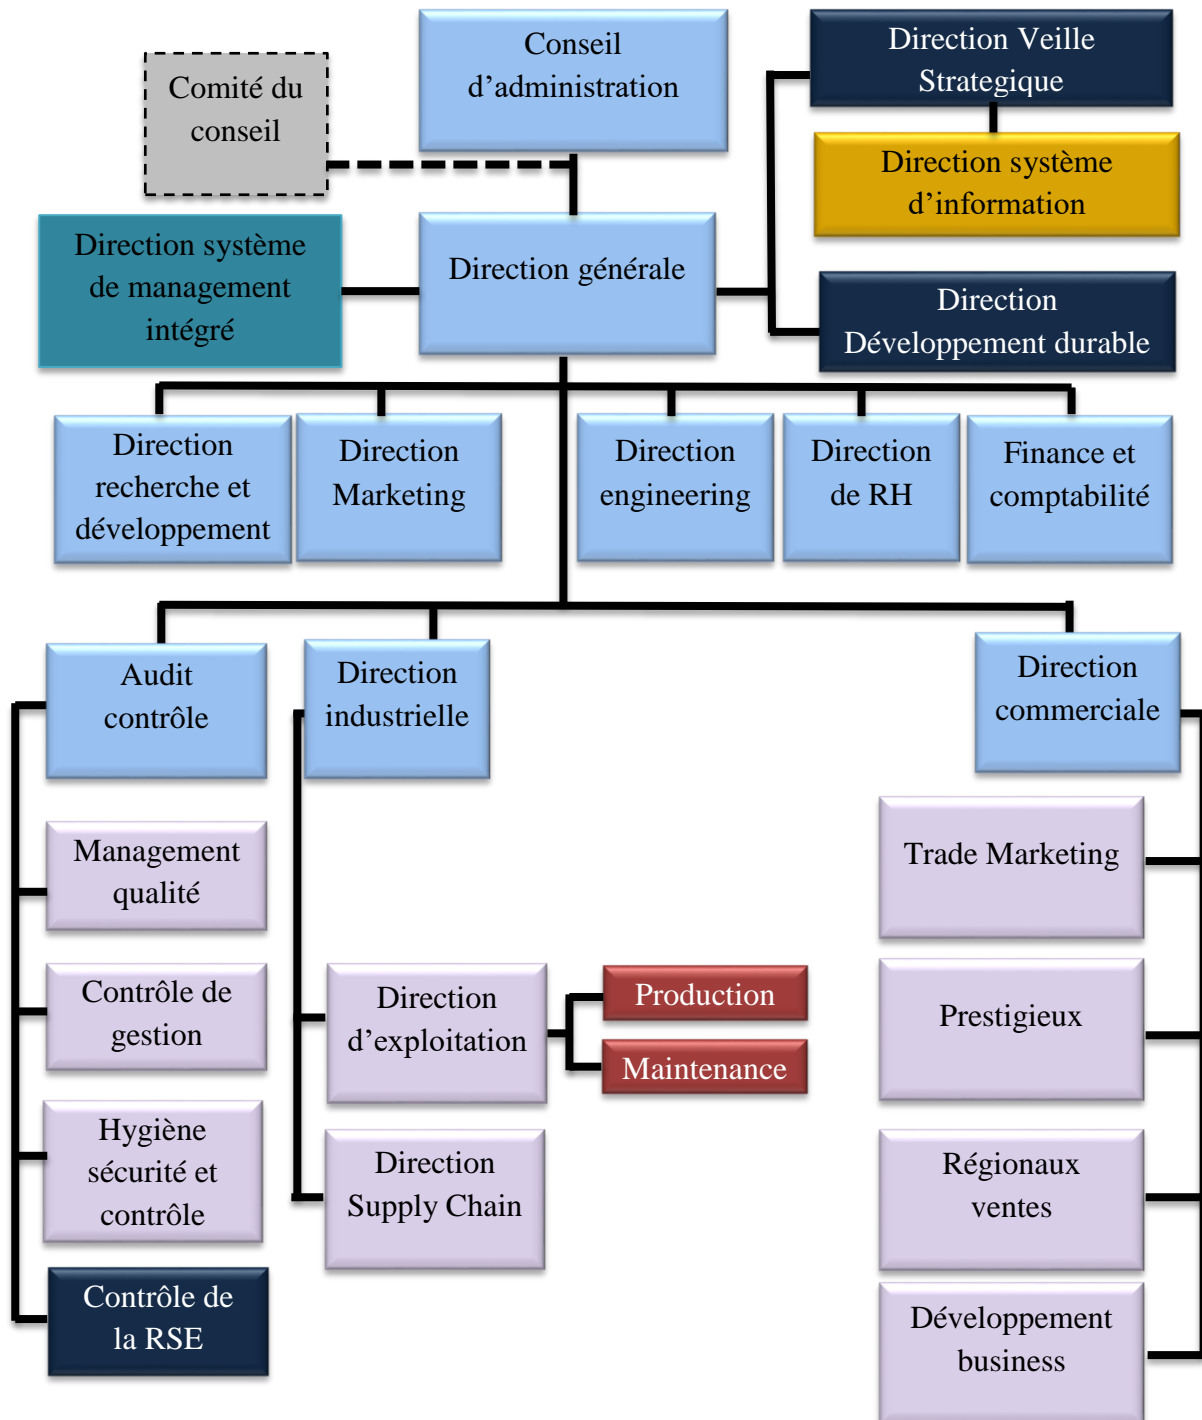 Conseil
d’administration
Direction Veille
Strategique
Comité du
conseil
Direction système
d’information
Direction système
de management
intégré
Direction générale
Direction
Développement durable
Direction
recherche et
développement
Direction
Marketing
Direction
engineering
Direction
de RH
Finance et
comptabilité
Audit
contrôle
Direction
industrielle
Direction
commerciale
Management
qualité
Contrôle de
gestion
Hygiène
sécurité et
contrôle
Contrôle de
la RSE
Direction
d’exploitation
Production
Maintenance
Direction
Supply Chain
Trade Marketing
Prestigieux
Régionaux
ventes
Développement
business